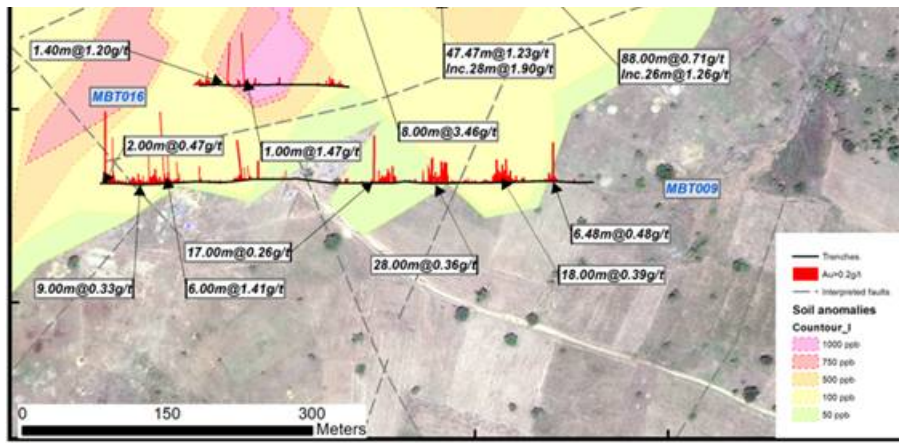 1.40m@1.20g/t
47.47m@1.23g/t
Inc.28m@1.90g/t
88.00m@0.71g/t
Inc.26m@1.26g/t
MBT016
2.00m@0.47g/t
1.00m@1.47g/t
8.00m@3.46g/t
MBT009
17.00m@0.26g/t
6.48m@0.48g/t
28.00m@0.36g/t
18.00m@0.39g/t
9.00m@0.33g/t
6.00m@1.41g/t
Trenches
Au>0.2g/t
Interpreted faults
Soil anomalies
Countour_l
1000 ppb
750 ppb
500 ppb
100 ppb
50 ppb
0 150 300
Meters